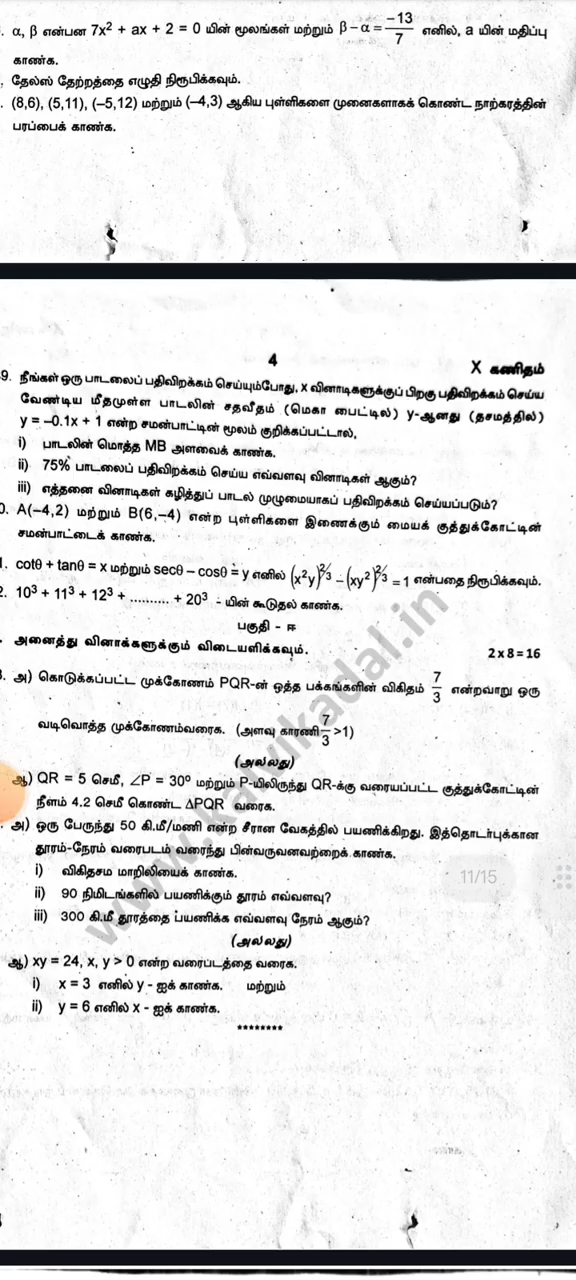 . α, β என்பன 7x² + ax + 2 = 0 யின் மூலங்கள் மற்றும் β – α = –13/7 எனில், a யின் மதிப்பு
காண்க.
. தேல்ஸ் தேற்றத்தை எழுதி நிரூபிக்கவும்.
. (8,6), (5,11), (–5,12) மற்றும் (–4,3) ஆகிய புள்ளிகளை முனைகளாகக் கொண்ட நாற்கரத்தின்
பரப்பைக் காண்க.
4 X கணிதம்
9. நீங்கள் ஒரு பாடலைப் பதிவிறக்கம் செய்யும்போது, x வினாடிகளுக்குப் பிறகு பதிவிறக்கம் செய்ய
வேண்டிய மீதமுள்ள பாடலின் சதவீதம் (மெகா பைட்டில்) y-ஆனது (தசமத்தில்)
y = –0.1x + 1 என்ற சமன்பாட்டின் மூலம் குறிக்கப்பட்டால்,
i) பாடலின் மொத்த MB அளவைக் காண்க.
ii) 75% பாடலைப் பதிவிறக்கம் செய்ய எவ்வளவு வினாடிகள் ஆகும்?
iii) எத்தனை வினாடிகள் கழித்துப் பாடல் முழுமையாகப் பதிவிறக்கம் செய்யப்படும்?
0. A(–4,2) மற்றும் B(6,–4) என்ற புள்ளிகளை இணைக்கும் மையக் குத்துக்கோட்டின்
சமன்பாட்டைக் காண்க.
1. cotθ + tanθ = x மற்றும் secθ – cosθ = y எனில் (x²y)^2/3 – (xy²)^2/3 = 1 என்பதை நிரூபிக்கவும்.
2. 10³ + 11³ + 12³ + .......... + 20³ - யின் கூடுதல் காண்க.
பகுதி - ஈ
. அனைத்து வினாக்களுக்கும் விடையளிக்கவும். 2 x 8 = 16
3. அ) கொடுக்கப்பட்ட முக்கோணம் PQR-ன் ஒத்த பக்கங்களின் விகிதம் 7/3 என்றவாறு ஒரு
வடிவொத்த முக்கோணம்வரைக. (அளவு காரணி 7/3 >1)
(அல்லது)
ஆ) QR = 5 செமீ, ∠P = 30º மற்றும் P-யிலிருந்து QR-க்கு வரையப்பட்ட குத்துக்கோட்டின்
நீளம் 4.2 செமீ கொண்ட ∆PQR வரைக.
. அ) ஒரு பேருந்து 50 கி.மீ/மணி என்ற சீரான வேகத்தில் பயணிக்கிறது. இத்தொடர்புக்கான
தூரம்-நேரம் வரைபடம் வரைந்து பின்வருவனவற்றைக் காண்க.
i) விகிதசம மாறிலியைக் காண்க.
ii) 90 நிமிடங்களில் பயணிக்கும் தூரம் எவ்வளவு?
iii) 300 கி.மீ தூரத்தை பயணிக்க எவ்வளவு நேரம் ஆகும்?
(அல்லது)
ஆ) xy = 24, x, y > 0 என்ற வரைபடத்தை வரைக.
i) x = 3 எனில் y - ஐக் காண்க. மற்றும்
ii) y = 6 எனில் x - ஐக் காண்க.
********
11/15